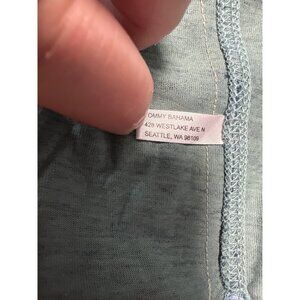 OMMY BAHAMA
428 WESTLAKE AVE N
SEATTLE, WA 98109